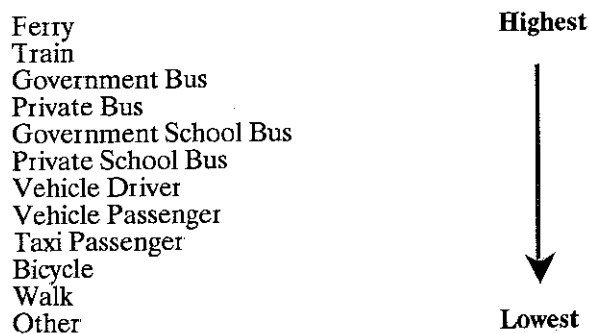 Ferry
Highest
Train
Government Bus
Private Bus
Government School Bus
Private School Bus
Vehicle Driver
Vehicle Passenger
Taxi Passenger
Bicycle
Walk
Other
Lowest